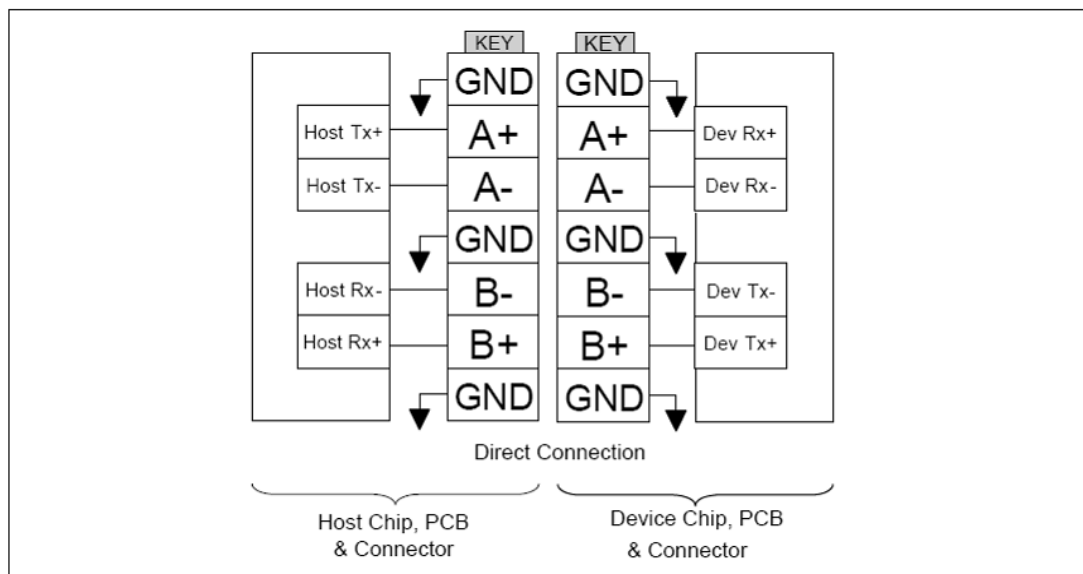 KEY KEY
GND GND
Host Tx+ A+ A+ Dev Rx+
Host Tx- A- A- Dev Rx-
GND GND
Host Rx- B- B- Dev Tx-
Host Rx+ B+ B+ Dev Tx+
GND GND
Direct Connection
Host Chip, PCB
& Connector
Device Chip, PCB
& Connector